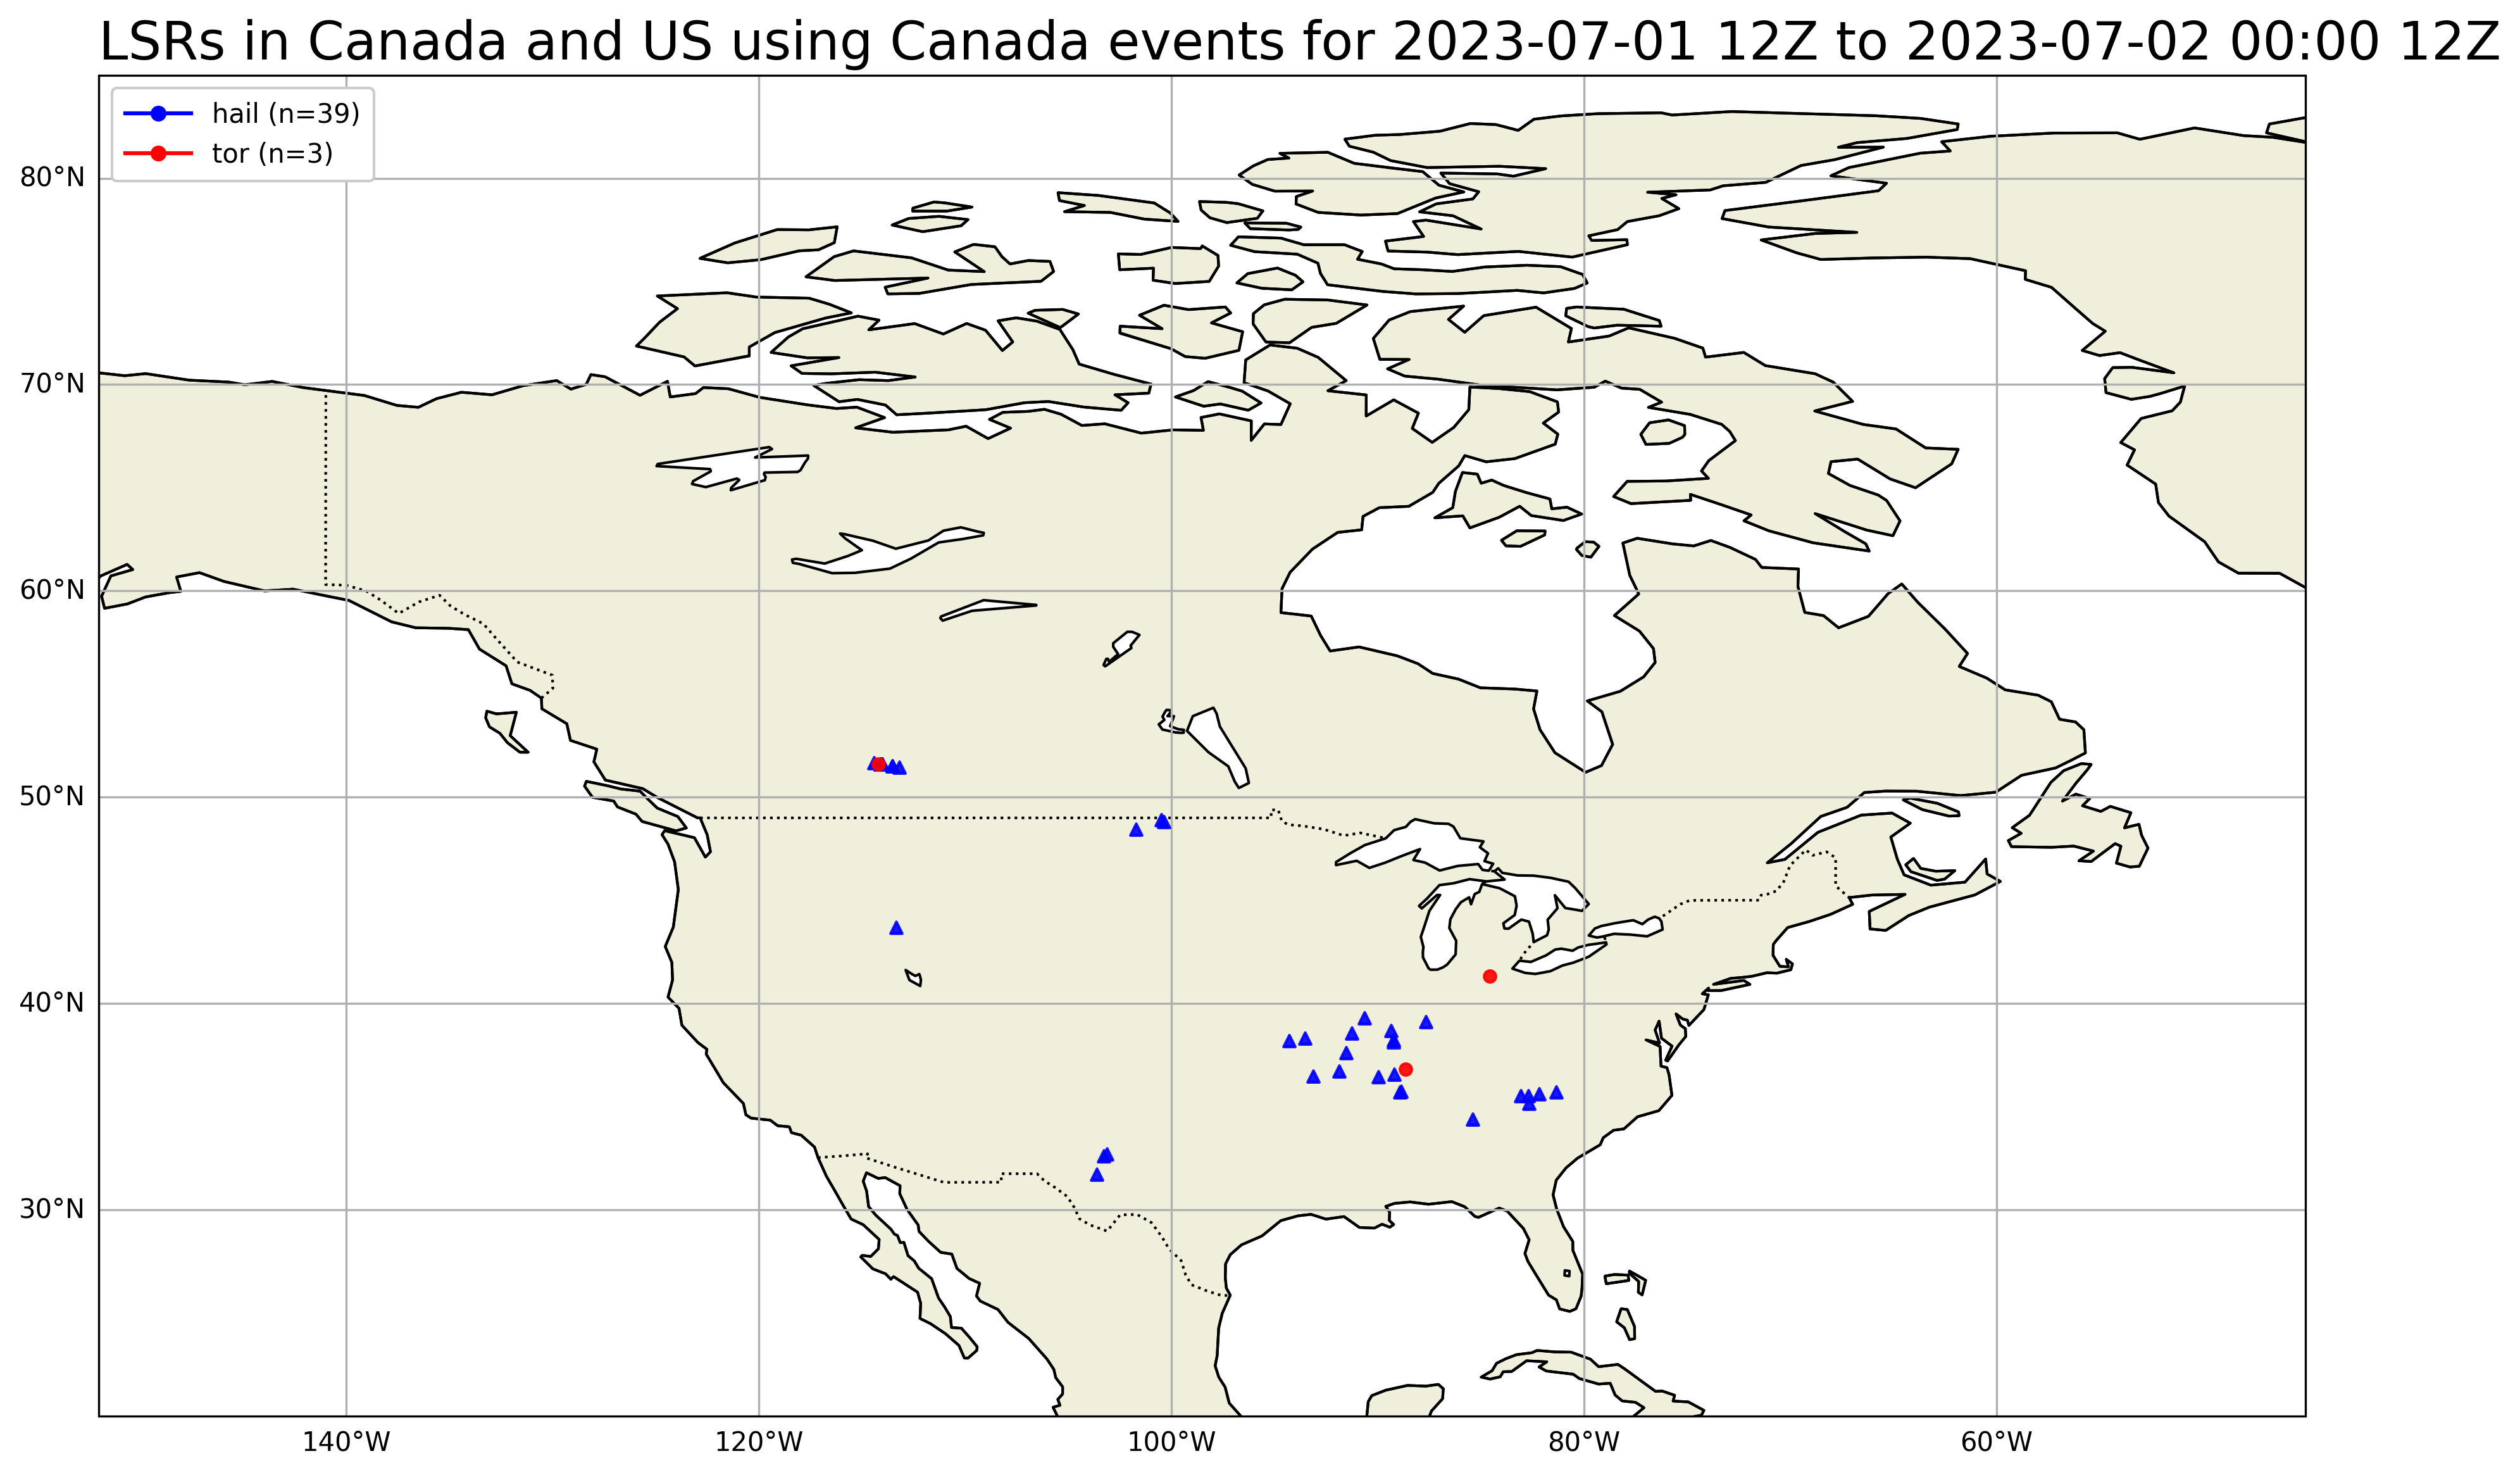 LSRs in Canada and US using Canada events for 2023-07-01 12Z to 2023-07-02 00:00 12Z
hail (n=39)
tor (n=3)
80°N
70°N
60°N
50°N
40°N
30°N
140°W
120°W
100°W
80°W
60°W